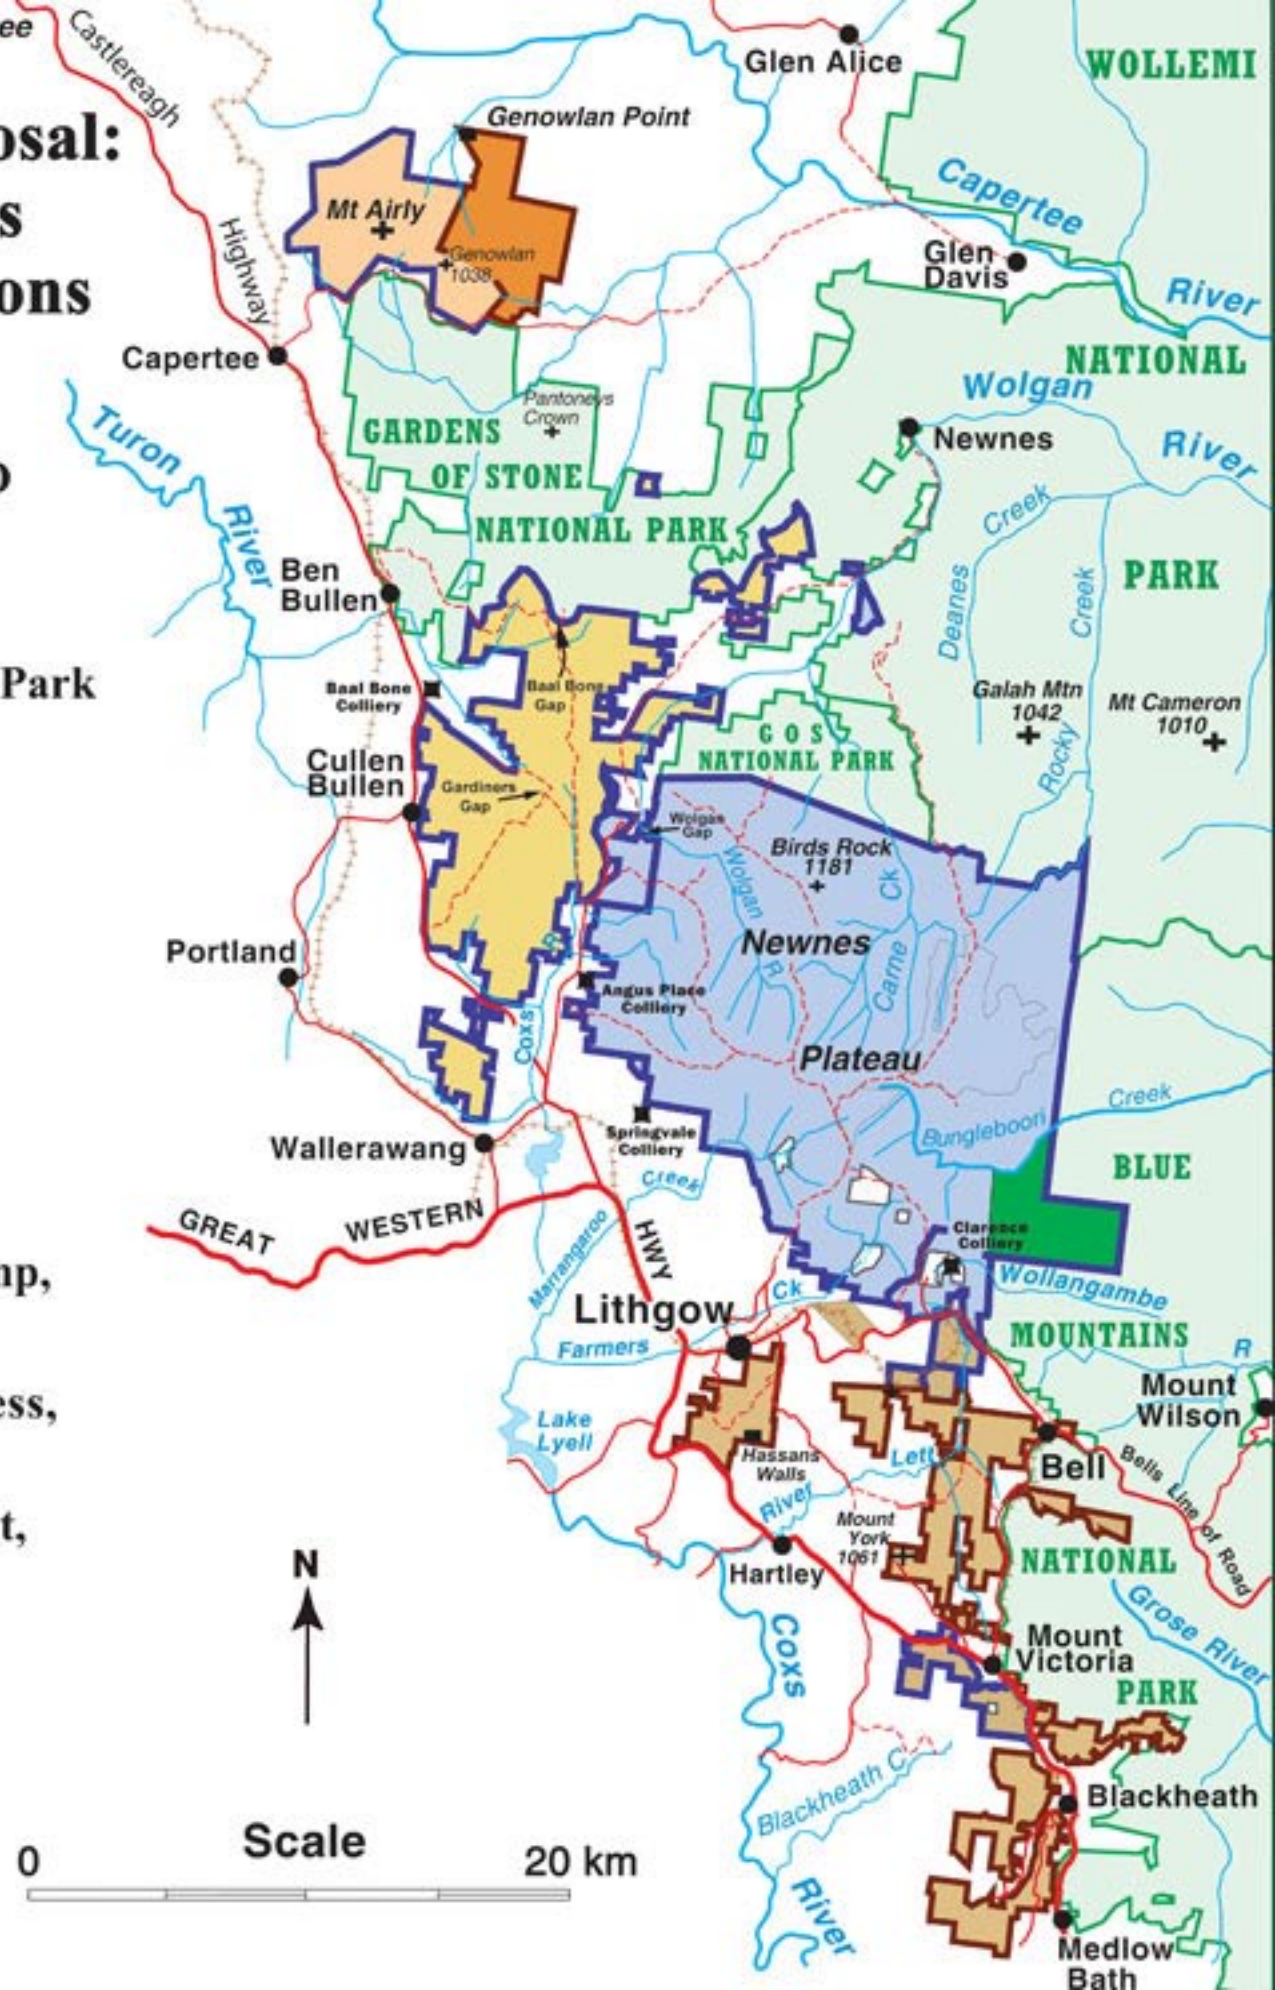 ee
Castlereagh
Highway
Glen Alice
WOLLEMI
osal:
Genowlan Point
s
Mt Airly
Capertee
ons
Genowlan
1038
Glen
Davis
River
Capertee
NATIONAL
Wolgan
Turon
River
Pantoneys
Crown
GARDENS
OF STONE
NATIONAL PARK
Newnes
River
Creek
Deanes
Creek
PARK
Ben
Bullen
Park
Baal Bone
Colliery
Baal Bone
Gap
Galah Mtn
1042
Mt Cameron
1010
Rocky
G O S
NATIONAL PARK
Cullen
Bullen
Gardiners
Gap
Wolgan
Gap
Birds Rock
1181
Wolgan
R
Ck
Carne
Newnes
Portland
R
Angus Place
Colliery
Coxs
Plateau
Creek
Bungleboori
Wallerawang
Springvale
Colliery
Creek
Marrangaroo
BLUE
GREAT
WESTERN
HWY
Clarence
Colliery
Wollangambe
R
mp,
Lithgow
Ck
Farmers
MOUNTAINS
Mount
Wilson
ess,
Lake
Lyell
Hassans
Walls
Lett
River
Bell
Bells Line of Road
t,
N
Mount
York
1061
Hartley
NATIONAL
Grose River
Coxs
Mount
Victoria
PARK
Blackheath C
Blackheath
Scale
0
20 km
River
Medlow
Bath